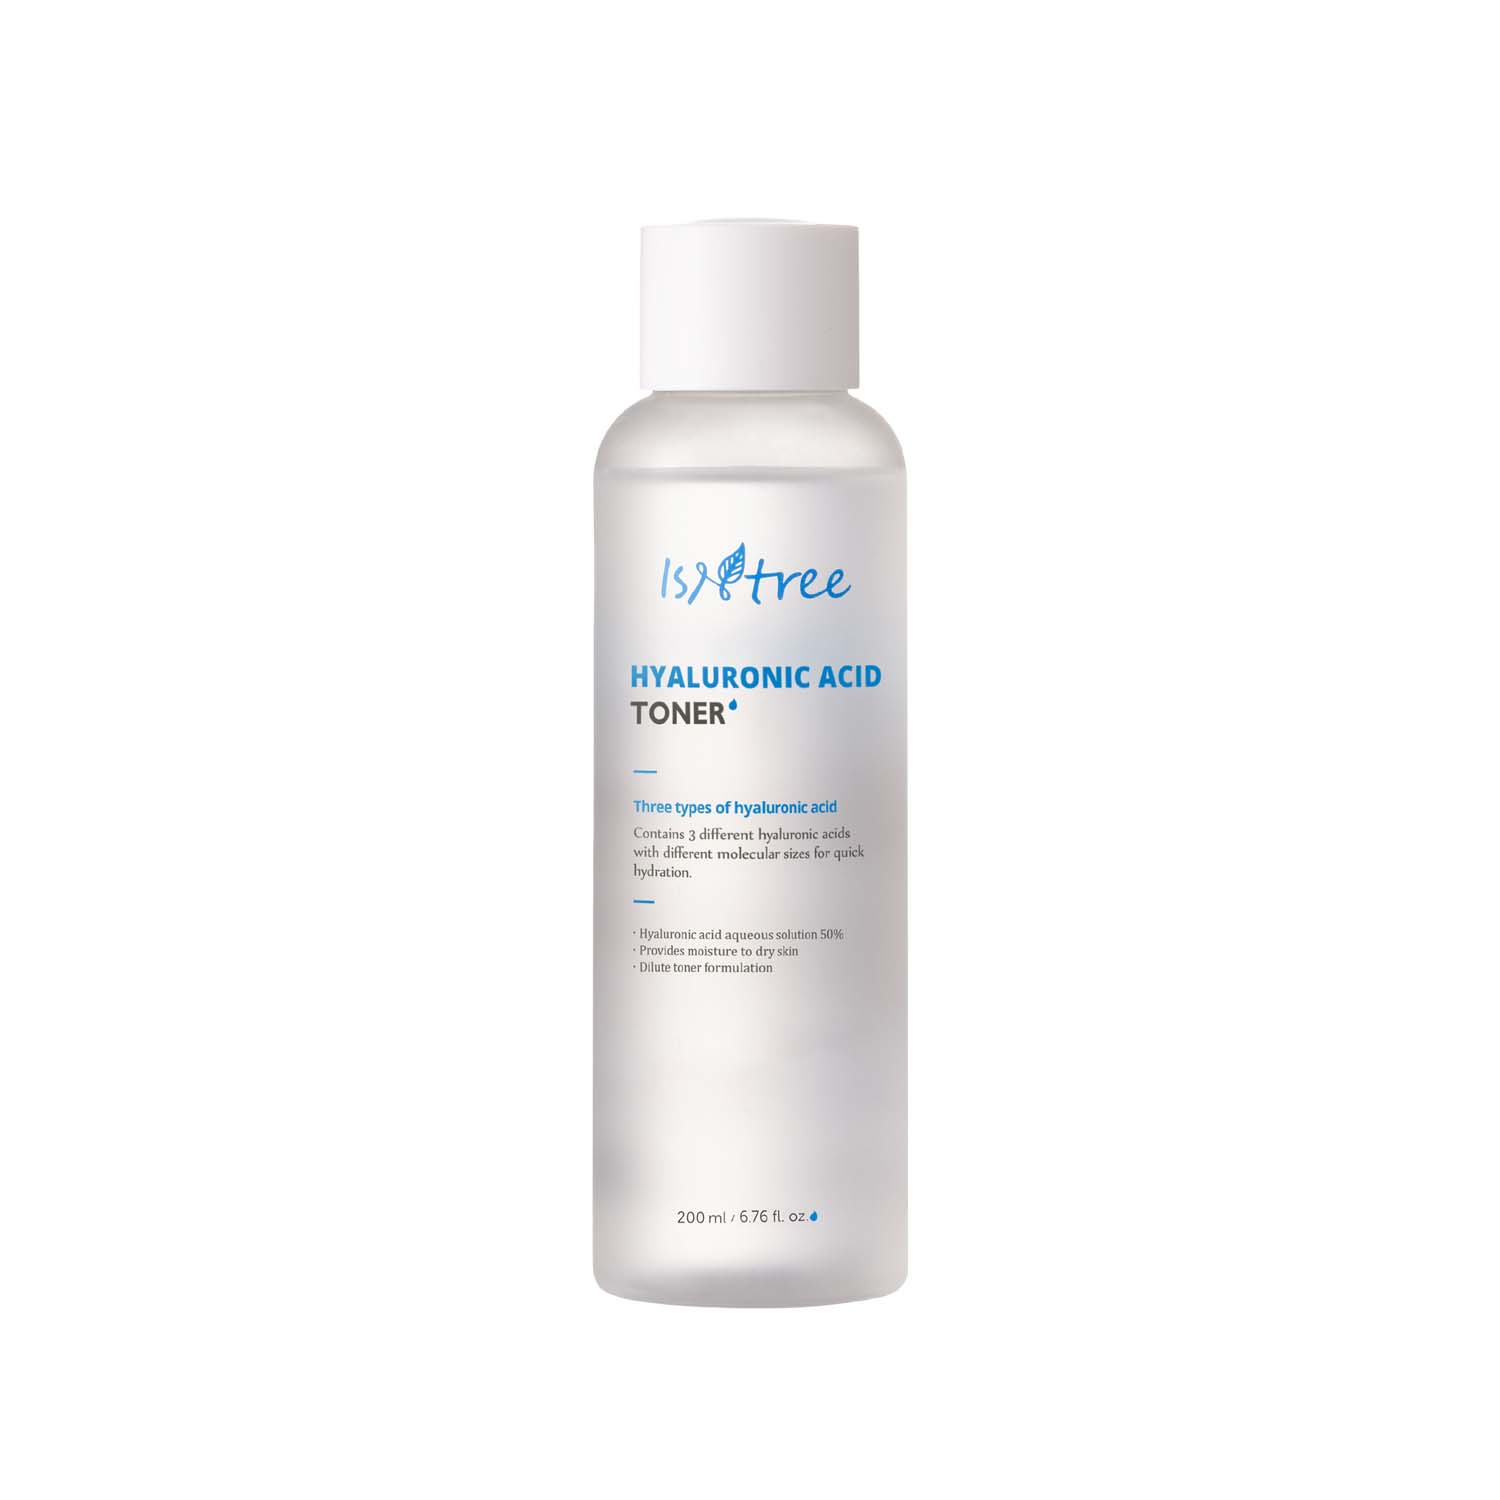 Isntree
HYALURONIC ACID
TONER
Three types of hyaluronic acid
Contains 3 different hyaluronic acids
with different molecular sizes for quick
hydration.
· Hyaluronic acid aqueous solution 50%
· Provides moisture to dry skin
· Dilute toner formulation
200 ml / 6.76 fl. oz.